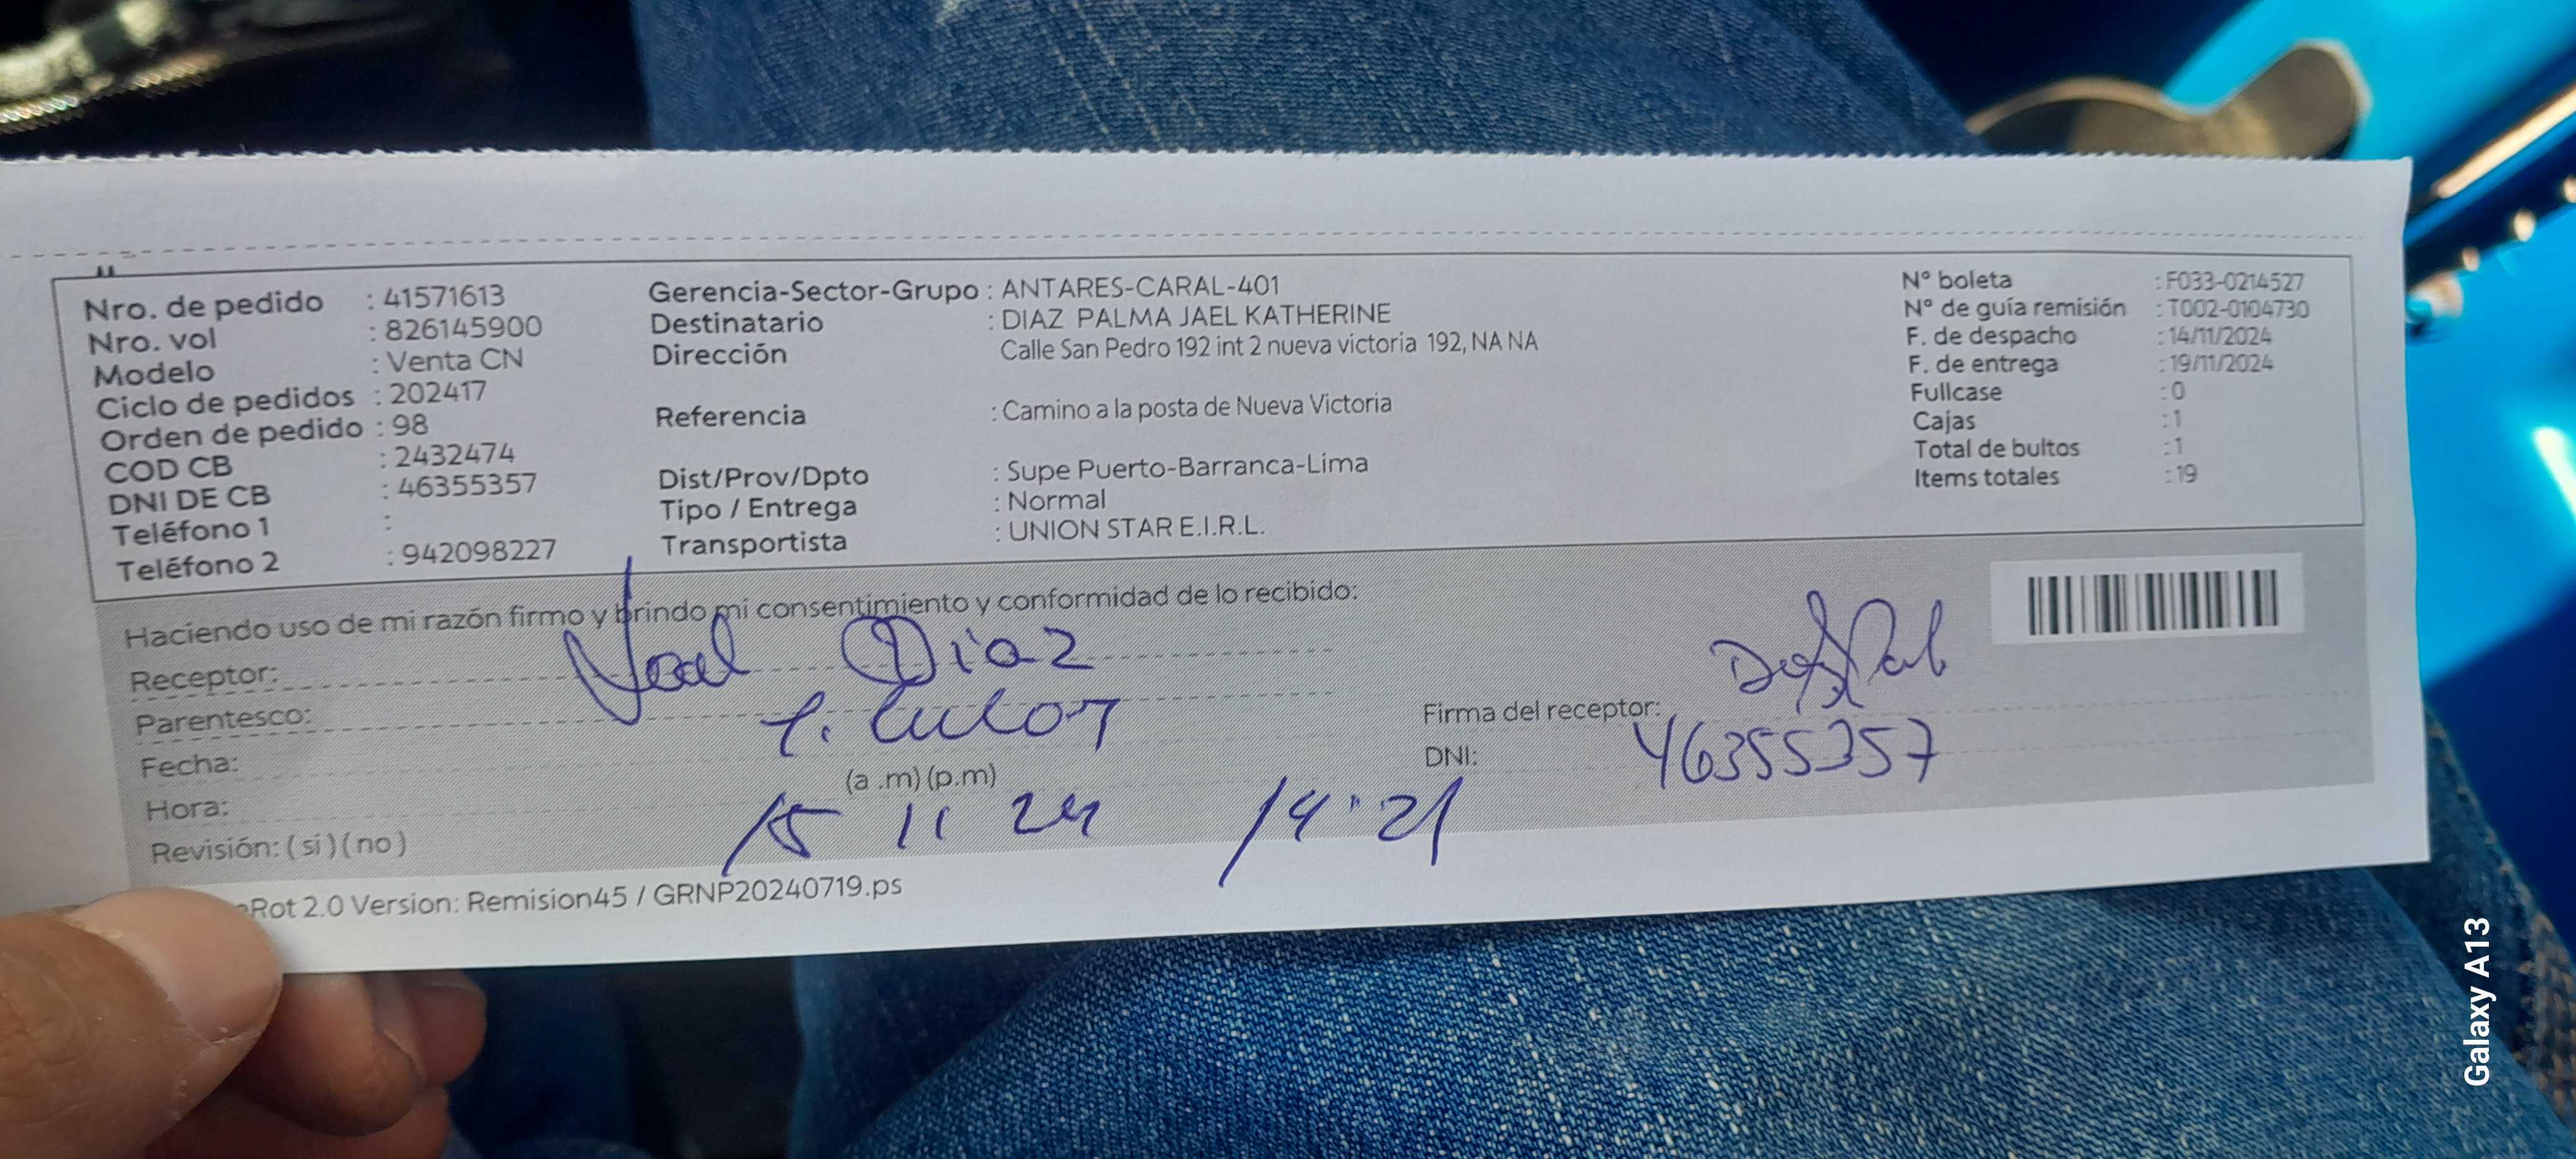 Nro. de pedido : 41571613
Nro. vol : 826145900
Modelo : Venta CN
Ciclo de pedidos : 202417
Orden de pedido : 98
COD CB : 2432474
DNI DE CB : 46355357
Teléfono 1 :
Teléfono 2 : 942098227
Gerencia-Sector-Grupo : ANTARES-CARAL-401
Destinatario : DIAZ PALMA JAEL KATHERINE
Dirección Calle San Pedro 192 int 2 nueva victoria 192, NA NA
Referencia : Camino a la posta de Nueva Victoria
Dist/Prov/Dpto : Supe Puerto-Barranca-Lima
Tipo / Entrega : Normal
Transportista : UNION STAR E.I.R.L.
N° boleta : F033-0214527
N° de guía remisión : T002-0104730
F. de despacho : 14/11/2024
F. de entrega : 19/11/2024
Fullcase : 0
Cajas : 1
Total de bultos : 1
Items totales : 19
Haciendo uso de mi razón firmo y brindo mi consentimiento y conformidad de lo recibido:
Receptor: Jael Diaz
Parentesco:
Fecha:
Hora: (a .m) (p.m)
15 11 24 14:21
Revisión: ( si ) ( no )
Firma del receptor:
DNI: 46355357
Rot 2.0 Version: Remision45 / GRNP20240719.ps
Galaxy A13